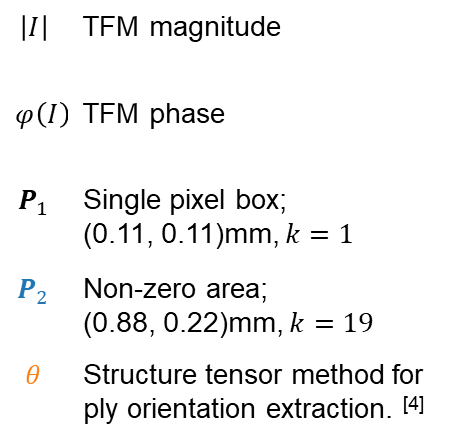 |I| TFM magnitude
φ(I) TFM phase
P₁ Single pixel box;
(0.11, 0.11)mm, k = 1
P₂ Non-zero area;
(0.88, 0.22)mm, k = 19
θ Structure tensor method for
ply orientation extraction. [4]